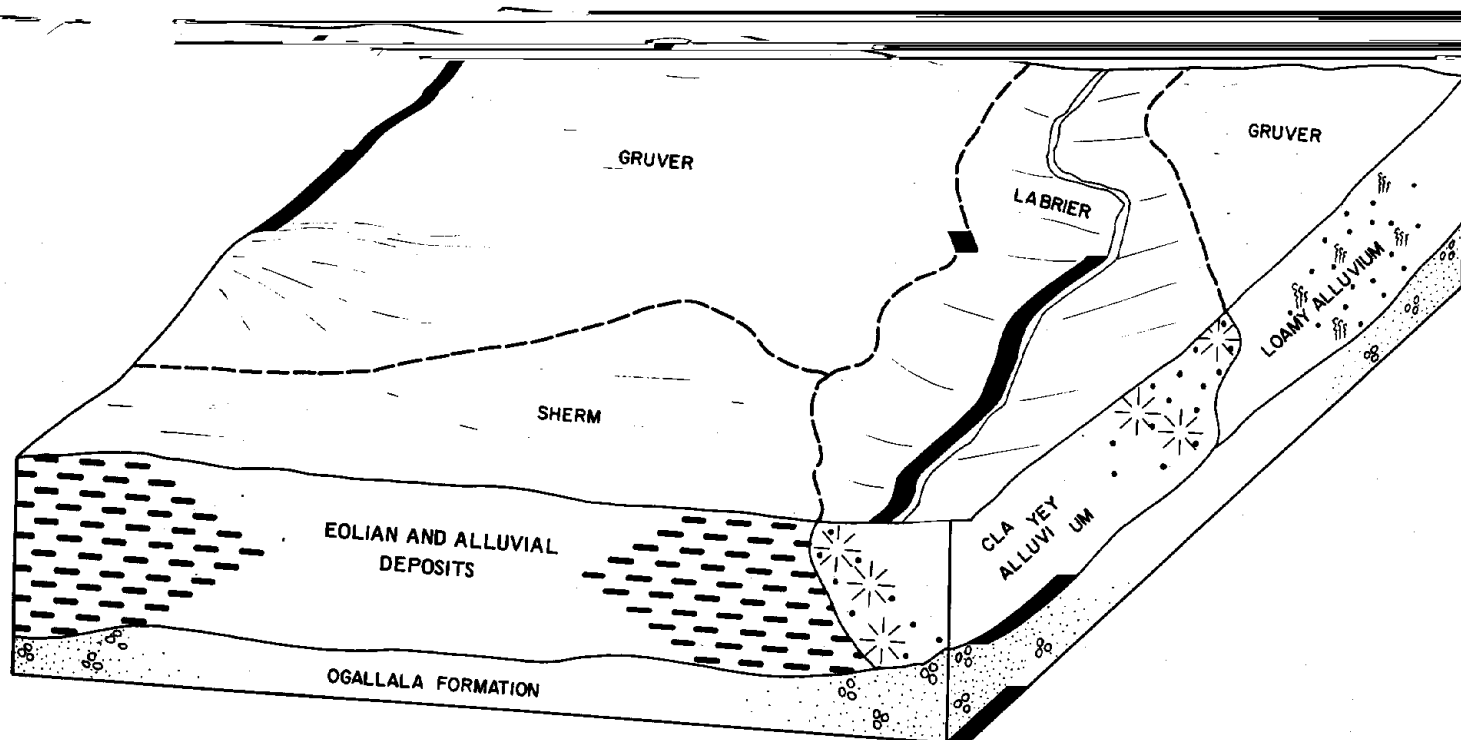 GRUVER
GRUVER
LABRIER
LOAMY ALLUVIUM
SHERM
EOLIAN AND ALLUVIAL
DEPOSITS
CLA YEY
ALLUVI UM
OGALLALA FORMATION